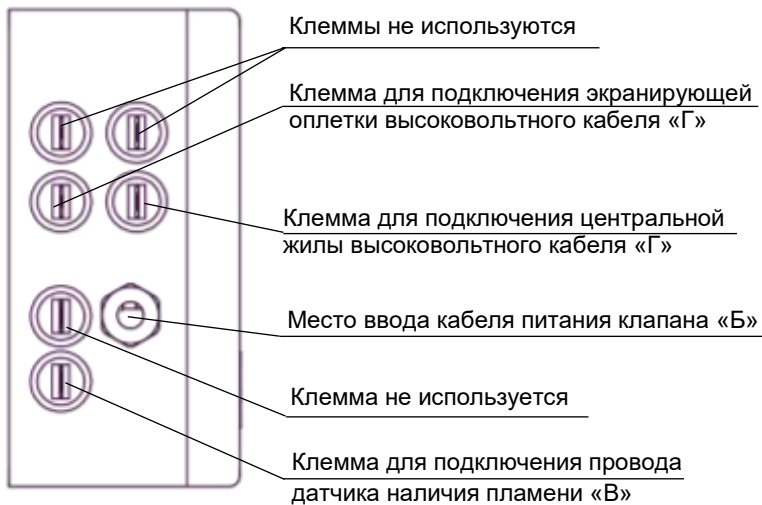 Клеммы не используются
Клемма для подключения экранирующей
оплетки высоковольтного кабеля «Г»
Клемма для подключения центральной
жилы высоковольтного кабеля «Г»
Место ввода кабеля питания клапана «Б»
Клемма не используется
Клемма для подключения провода
датчика наличия пламени «В»